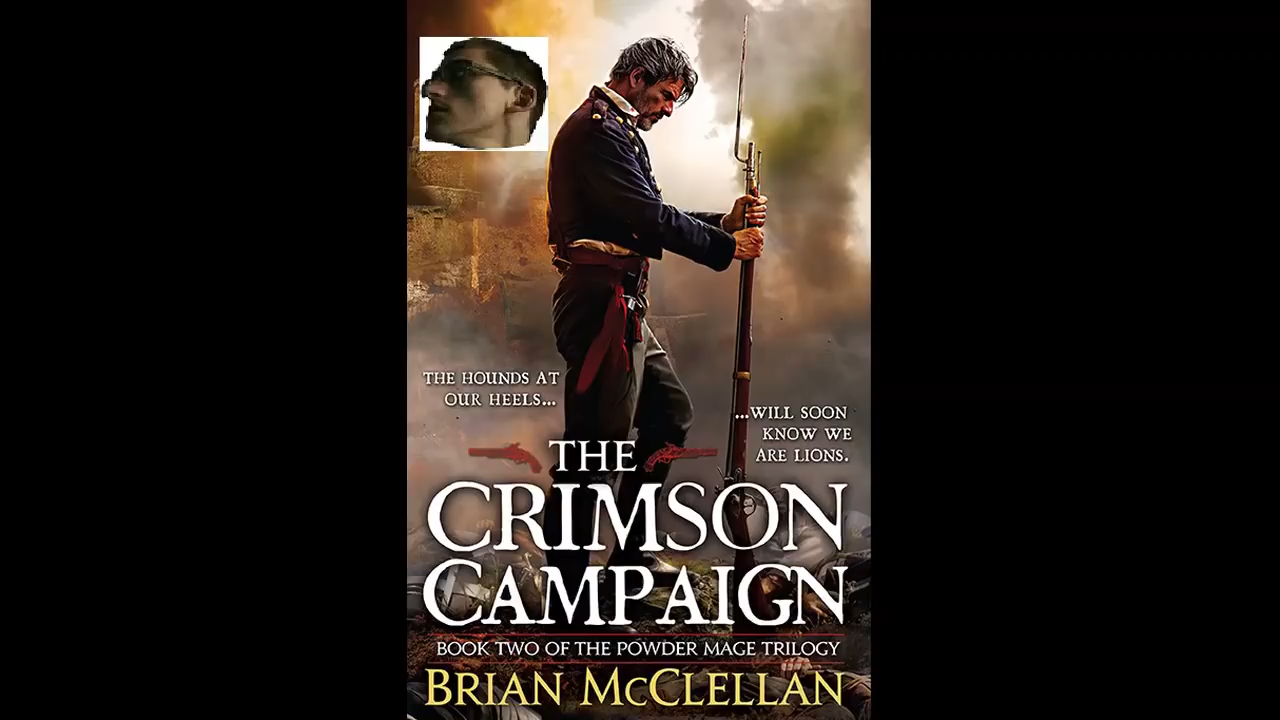 THE HOUNDS AT
OUR HEELS...
...WILL SOON
KNOW WE
ARE LIONS.
THE
CRIMSON
CAMPAIGN
BOOK TWO OF THE POWDER MAGE TRILOGY
BRIAN McCLELLAN